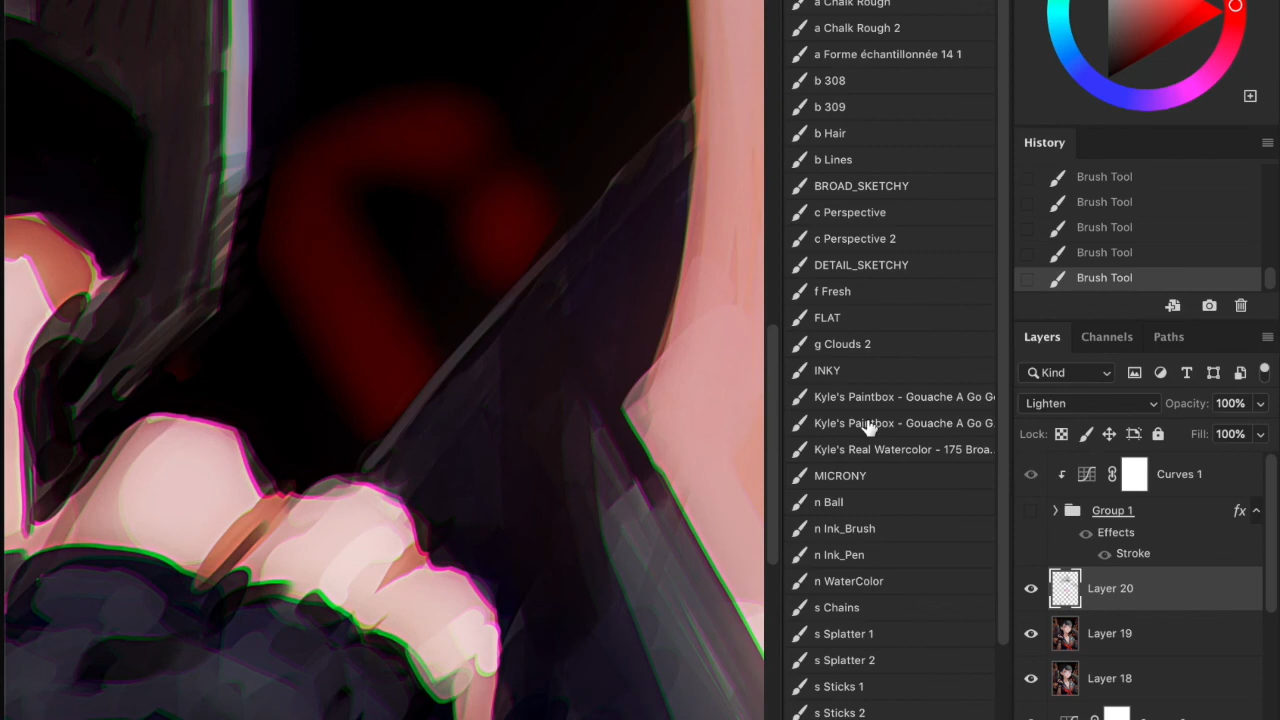 a Chalk Rough
a Chalk Rough 2
a Forme échantillonnée 14 1
b 308
b 309
b Hair
b Lines
BROAD_SKETCHY
c Perspective
c Perspective 2
DETAIL_SKETCHY
f Fresh
FLAT
g Clouds 2
INKY
Kyle's Paintbox - Gouache A Go G
Kyle's Paintbox - Gouache A Go G.
Kyle's Real Watercolor - 175 Broa...
MICRONY
n Ball
n Ink_Brush
n Ink_Pen
n WaterColor
s Chains
s Splatter 1
s Splatter 2
s Sticks 1
s Sticks 2
History
Brush Tool
Brush Tool
Brush Tool
Brush Tool
Brush Tool
Layers Channels Paths
Kind
Lighten Opacity: 100%
Lock: Fill: 100%
Curves 1
Group 1 fx
Effects
Stroke
Layer 20
Layer 19
Layer 18